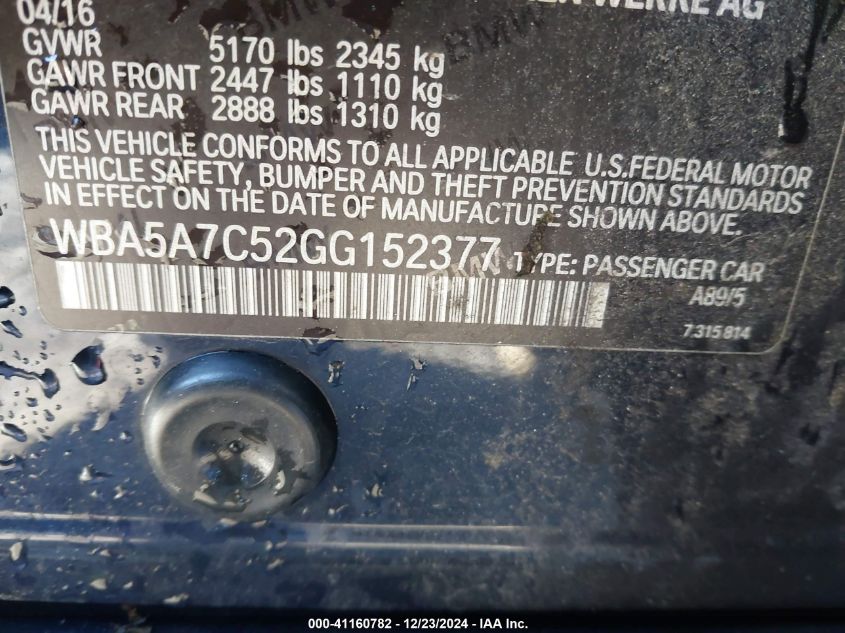 04/16 WERKE AG
GVWR 5170 lbs 2345 kg
GAWR FRONT 2447 lbs 1110 kg
GAWR REAR 2888 lbs 1310 kg
THIS VEHICLE CONFORMS TO ALL APPLICABLE U.S.FEDERAL MOTOR
VEHICLE SAFETY, BUMPER AND THEFT PREVENTION STANDARDS
IN EFFECT ON THE DATE OF MANUFACTURE SHOWN ABOVE.
WBA5A7C52GG152377 TYPE: PASSENGER CAR
A89/5
7 315 814
000-41160782 - 12/23/2024 - IAA Inc.